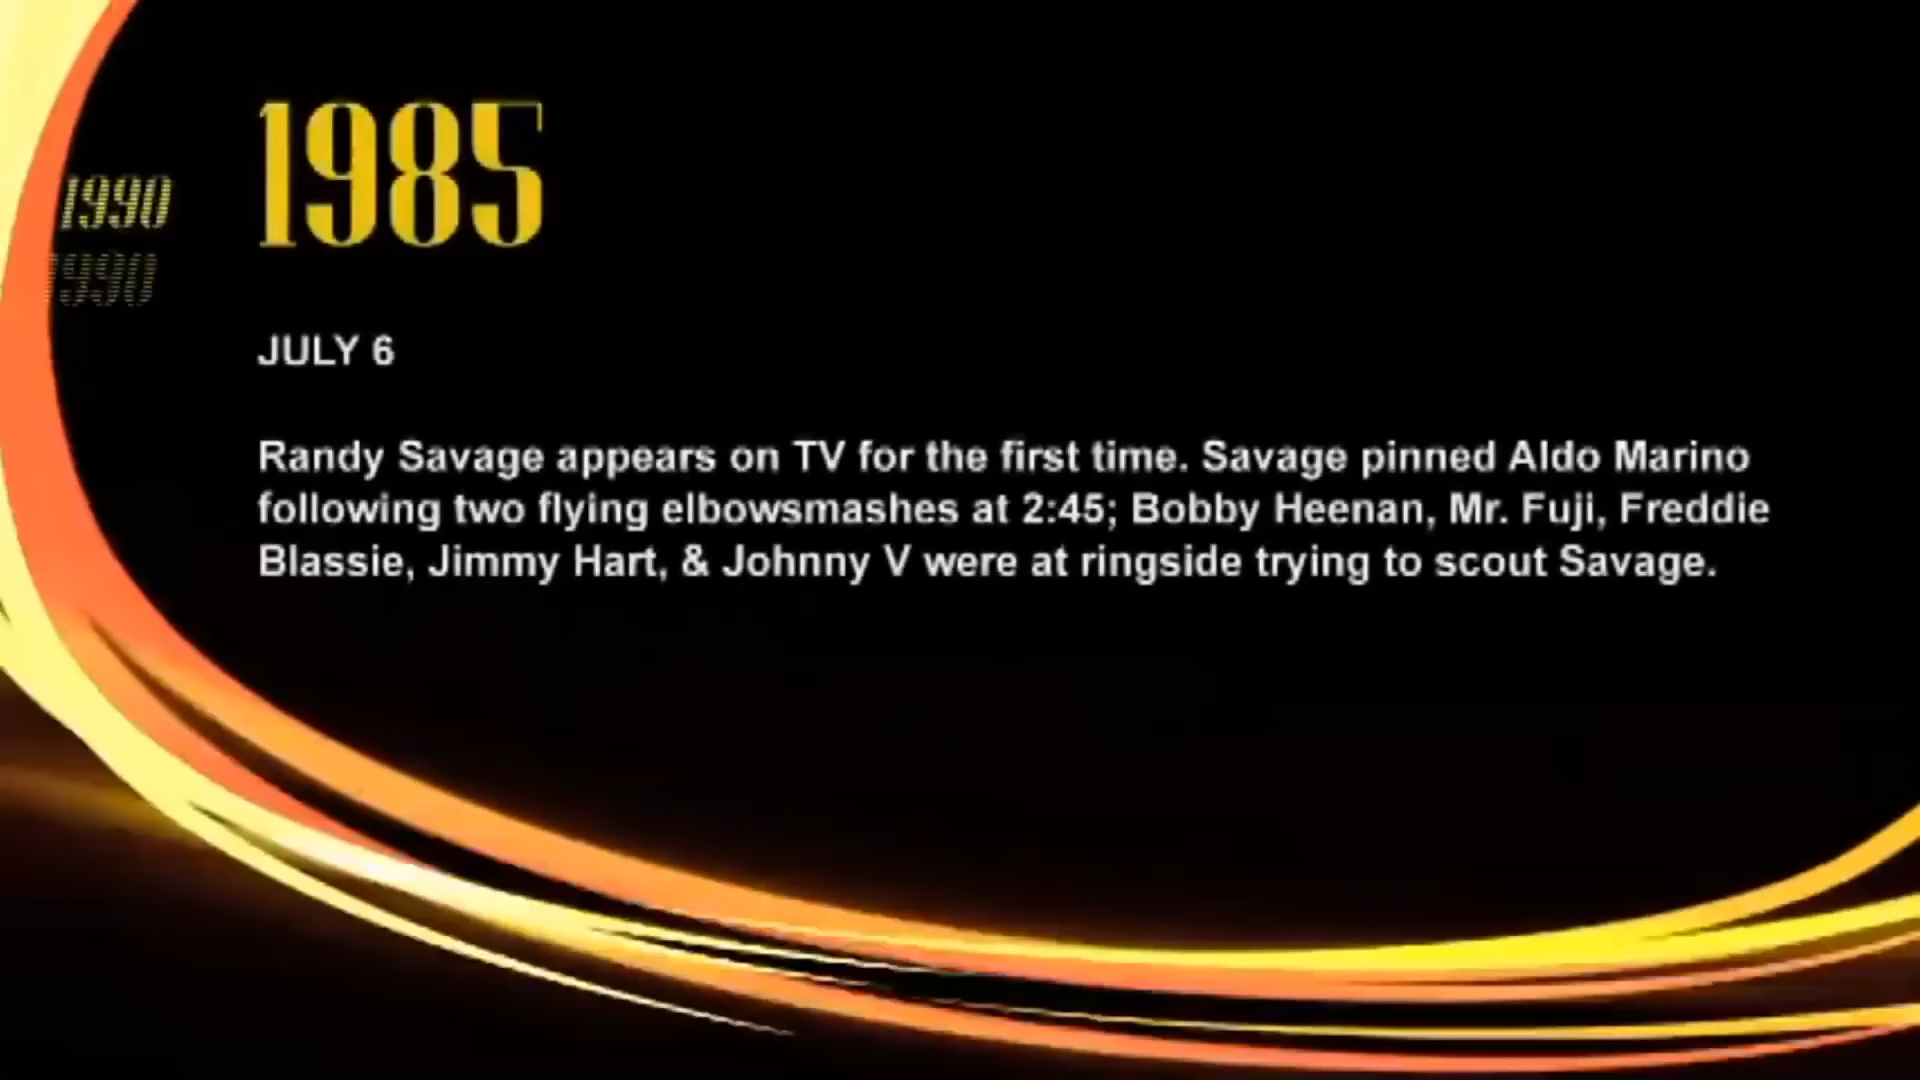 1985
1990
1990
JULY 6
Randy Savage appears on TV for the first time. Savage pinned Aldo Marino
following two flying elbowsmashes at 2:45; Bobby Heenan, Mr. Fuji, Freddie
Blassie, Jimmy Hart, & Johnny V were at ringside trying to scout Savage.